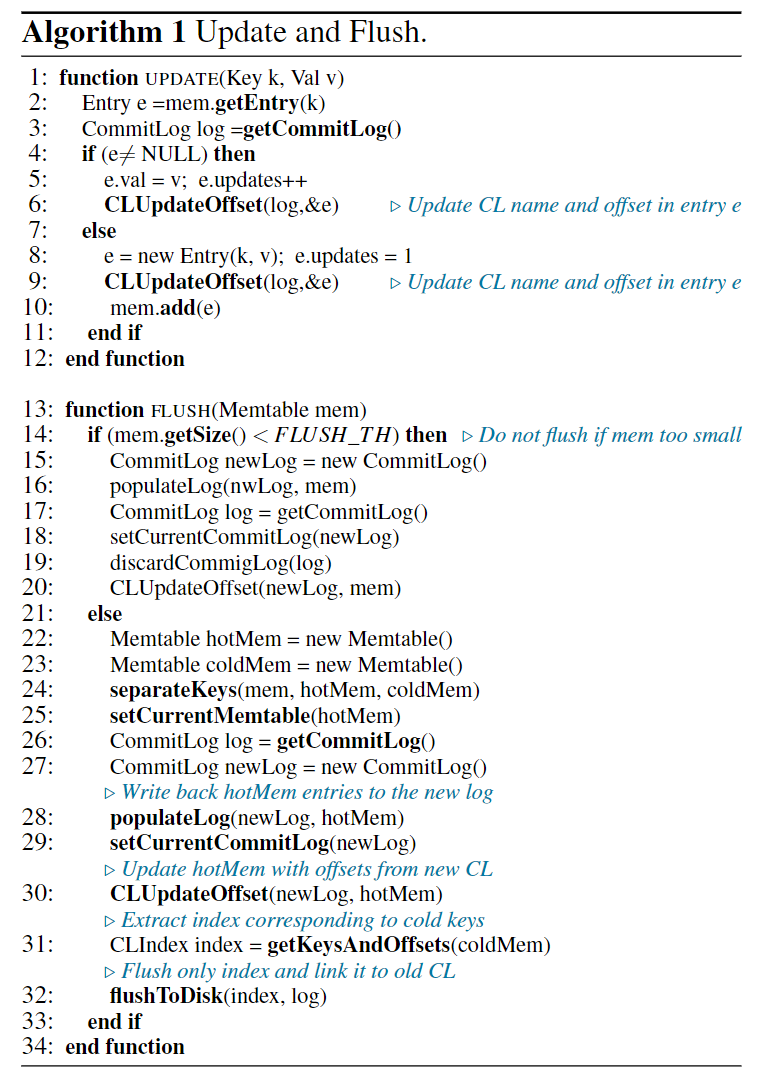 Algorithm 1 Update and Flush.
1: function UPDATE(Key k, Val v)
2: Entry e =mem.getEntry(k)
3: CommitLog log =getCommitLog()
4: if (e≠ NULL) then
5: e.val = v; e.updates++
6: CLUpdateOffset(log,&e) ▷ Update CL name and offset in entry e
7: else
8: e = new Entry(k, v); e.updates = 1
9: CLUpdateOffset(log,&e) ▷ Update CL name and offset in entry e
10: mem.add(e)
11: end if
12: end function
13: function FLUSH(Memtable mem)
14: if (mem.getSize() < FLUSH_TH) then ▷ Do not flush if mem too small
15: CommitLog newLog = new CommitLog()
16: populateLog(nwLog, mem)
17: CommitLog log = getCommitLog()
18: setCurrentCommitLog(newLog)
19: discardCommigLog(log)
20: CLUpdateOffset(newLog, mem)
21: else
22: Memtable hotMem = new Memtable()
23: Memtable coldMem = new Memtable()
24: separateKeys(mem, hotMem, coldMem)
25: setCurrentMemtable(hotMem)
26: CommitLog log = getCommitLog()
27: CommitLog newLog = new CommitLog()
▷ Write back hotMem entries to the new log
28: populateLog(newLog, hotMem)
29: setCurrentCommitLog(newLog)
▷ Update hotMem with offsets from new CL
30: CLUpdateOffset(newLog, hotMem)
▷ Extract index corresponding to cold keys
31: CLIndex index = getKeysAndOffsets(coldMem)
▷ Flush only index and link it to old CL
32: flushToDisk(index, log)
33: end if
34: end function